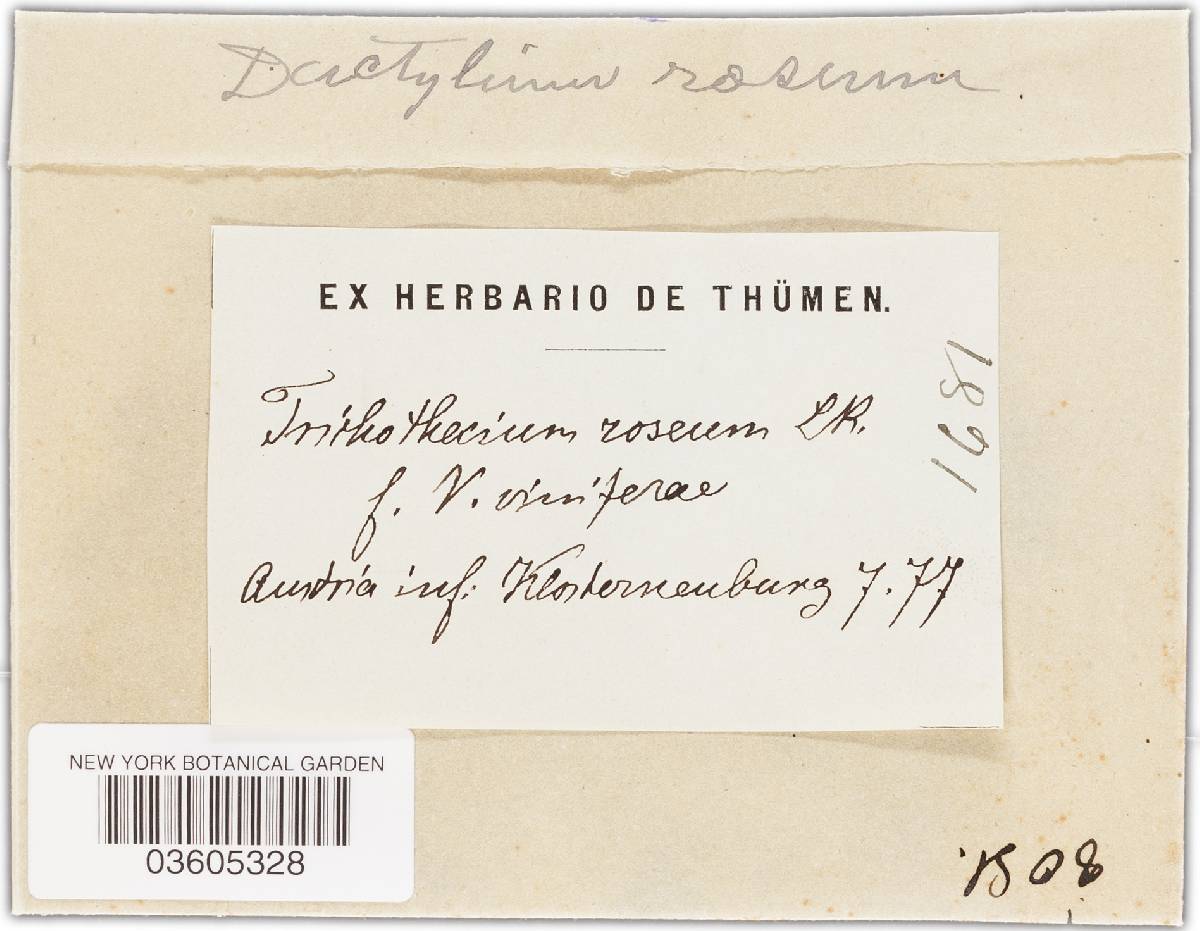 Dactylium roseum
EX HERBARIO DE THÜMEN.
Trichothecium roseum LK.
f. V. viniferae
Austria inf: Klosterneuburg 7.77
1681
NEW YORK BOTANICAL GARDEN
03605328